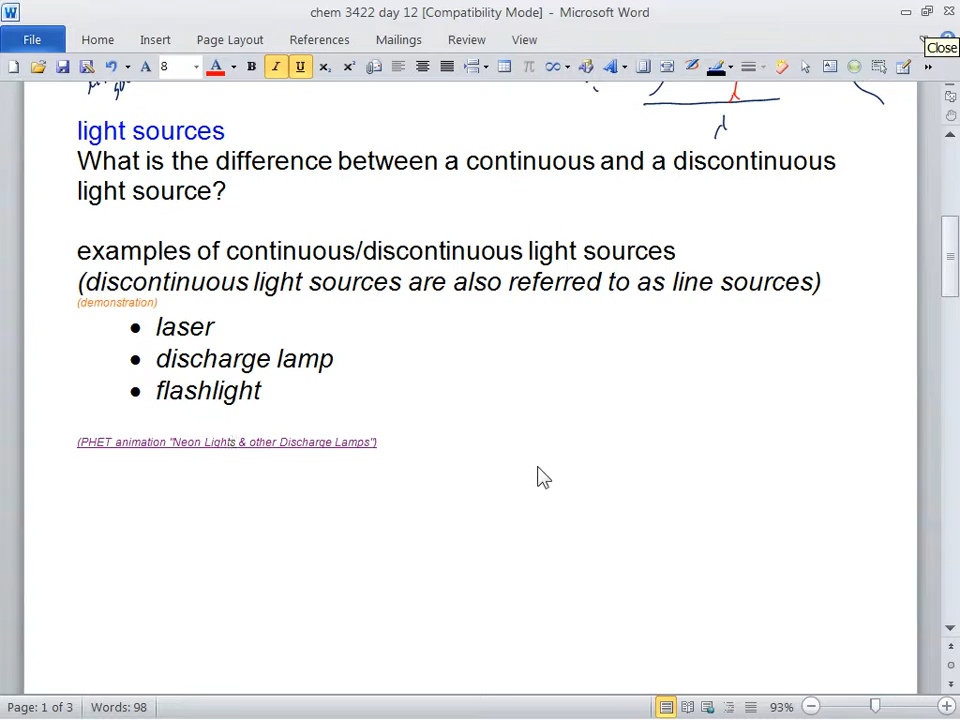 chem 3422 day 12 [Compatibility Mode] - Microsoft Word
File Home Insert Page Layout References Mailings Review View
Close
8
light sources
What is the difference between a continuous and a discontinuous
light source?
examples of continuous/discontinuous light sources
(discontinuous light sources are also referred to as line sources)
(demonstration)
• laser
• discharge lamp
• flashlight
(PHET animation "Neon Lights & other Discharge Lamps")
Page: 1 of 3 Words: 98 93%